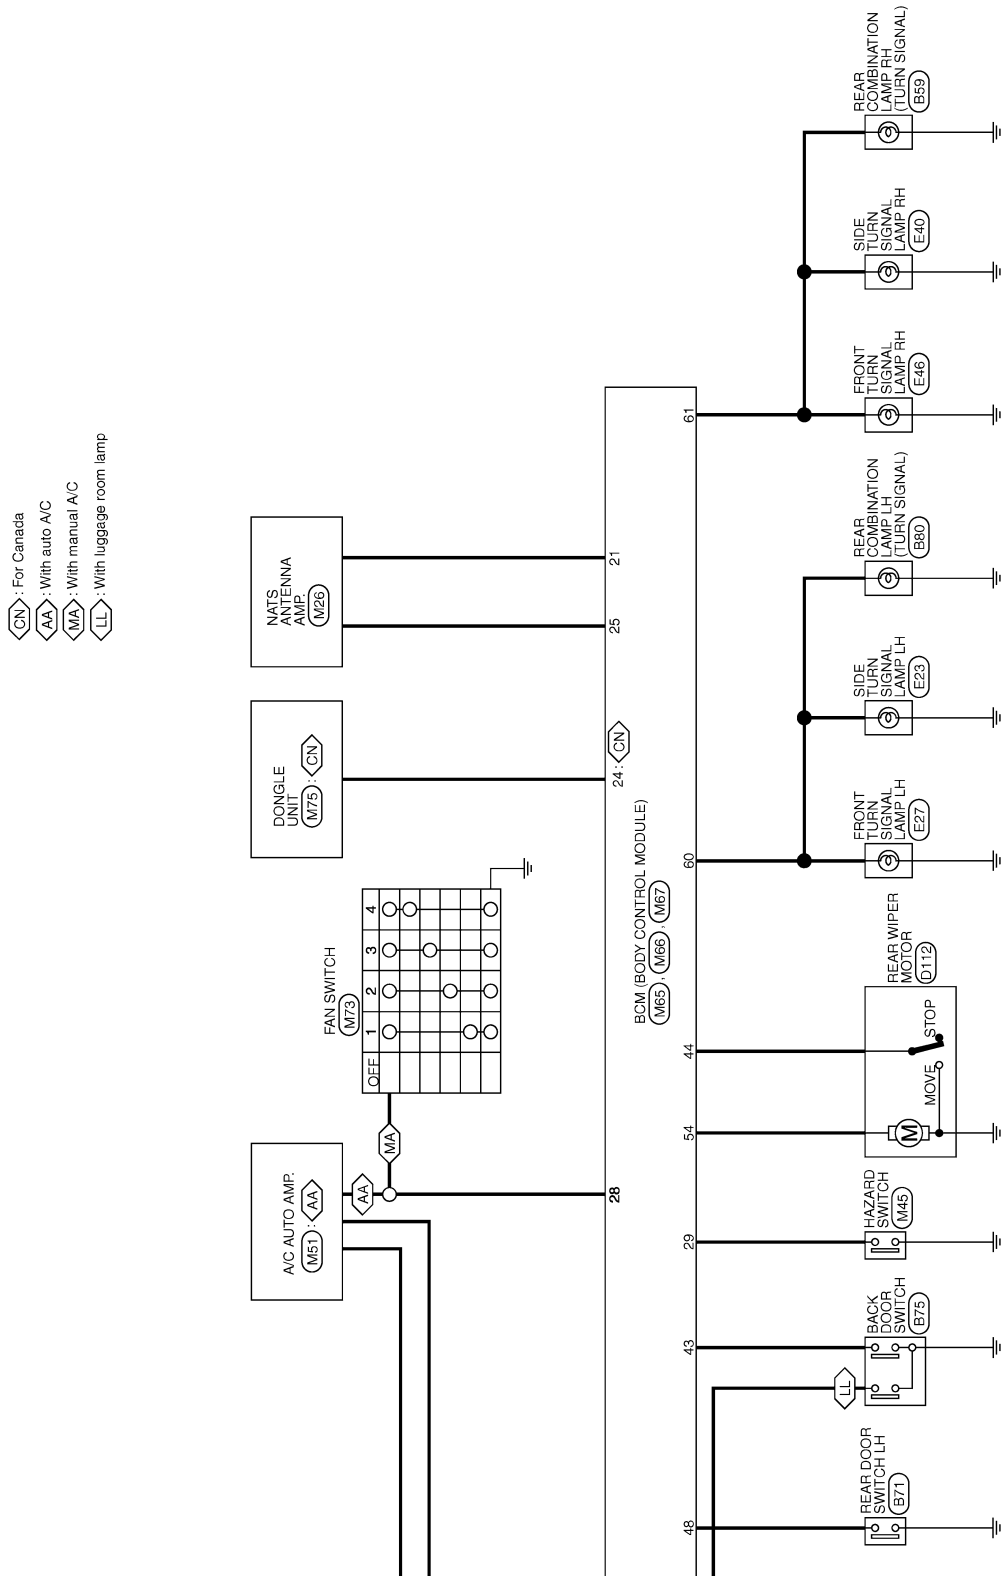 CN : For Canada
AA : With auto A/C
MA : With manual A/C
LL : With luggage room lamp
A/C AUTO AMP.
M51 : AA
AA
MA
FAN SWITCH
M73
OFF 1 2 3 4
DONGLE
UNIT
M75 : CN
NATS
ANTENNA
AMP.
M26
28
24 : CN
25
21
BCM (BODY CONTROL MODULE)
M65 , M66 , M67
48
43
29
54
44
60
61
REAR DOOR
SWITCH LH
B71
LL
BACK
DOOR
SWITCH
B75
HAZARD
SWITCH
M45
REAR WIPER
MOTOR
D112
M
MOVE
STOP
FRONT
TURN
SIGNAL
LAMP LH
E27
SIDE
TURN
SIGNAL
LAMP LH
E23
REAR
COMBINATION
LAMP LH
(TURN SIGNAL)
B80
FRONT
TURN
SIGNAL
LAMP RH
E46
SIDE
TURN
SIGNAL
LAMP RH
E40
REAR
COMBINATION
LAMP RH
(TURN SIGNAL)
B59